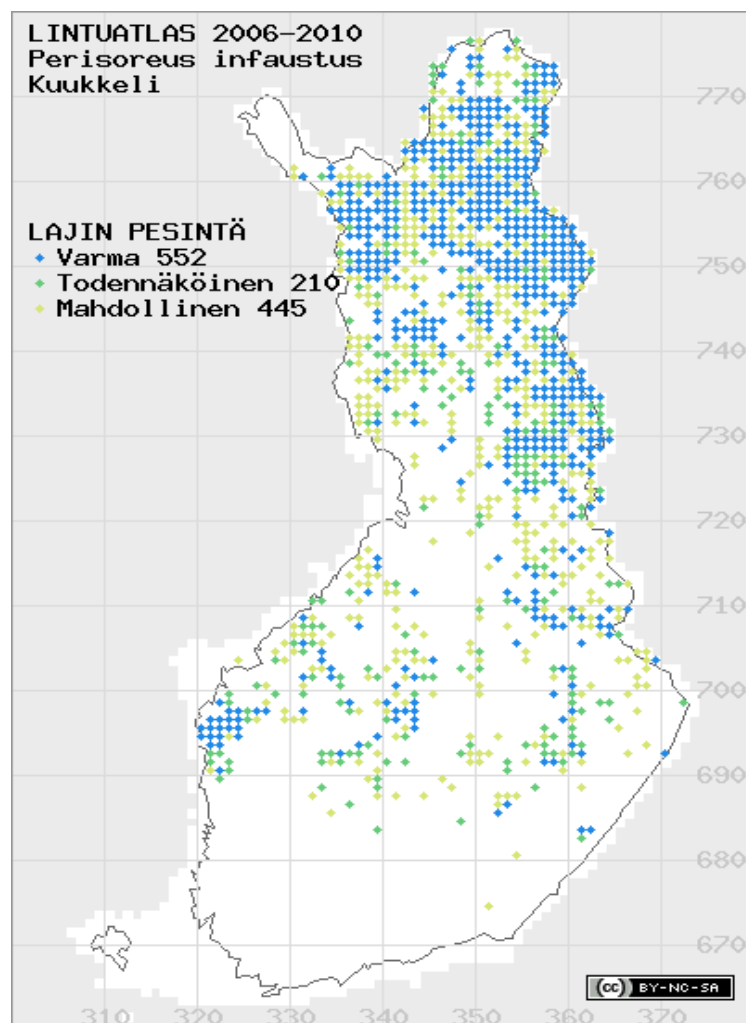 LINTUATLAS 2006-2010
Perisoreus infaustus
Kuukkeli
LAJIN PESINTÄ
Varma 552
Todennäköinen 210
Mahdollinen 445
770
760
750
740
730
720
710
700
690
680
670
310 320 330 340 350 360 370
(cc) BY-NC-SA